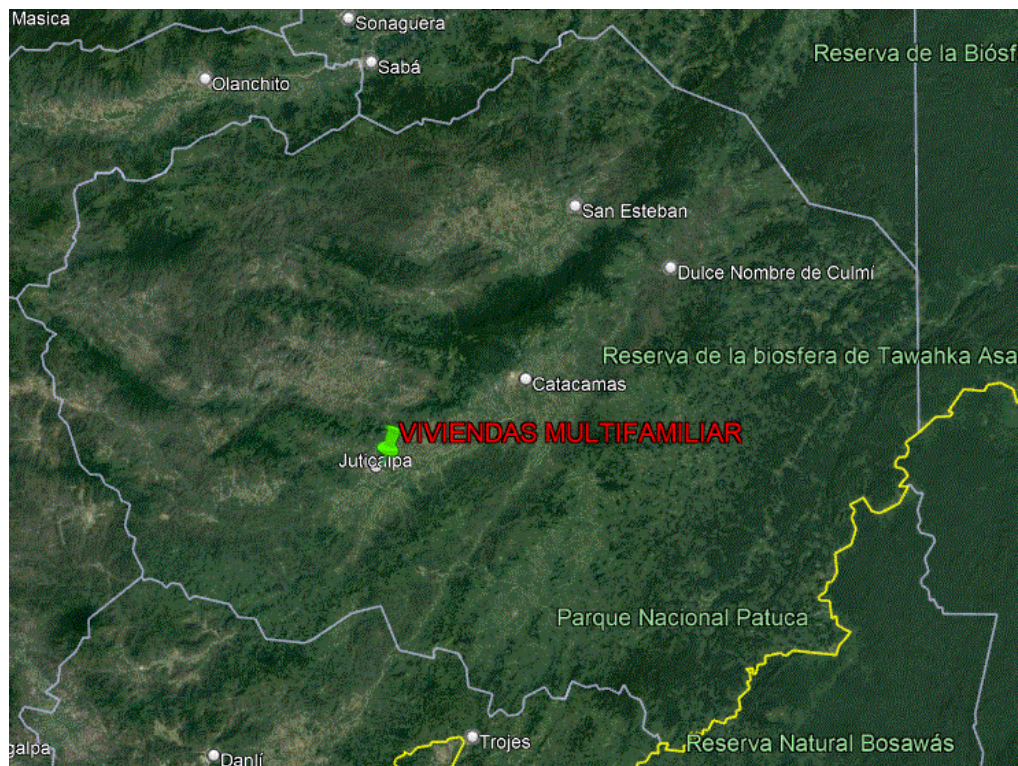 Masica
Sonaguera
Reserva de la Biósf
Sabá
Olanchito
San Esteban
Dulce Nombre de Culmí
Reserva de la biosfera de Tawahka Asa
Catacamas
VIVIENDAS MULTIFAMILIAR
Juticalpa
Parque Nacional Patuca
Trojes
Reserva Natural Bosawás
galpa
Danlí